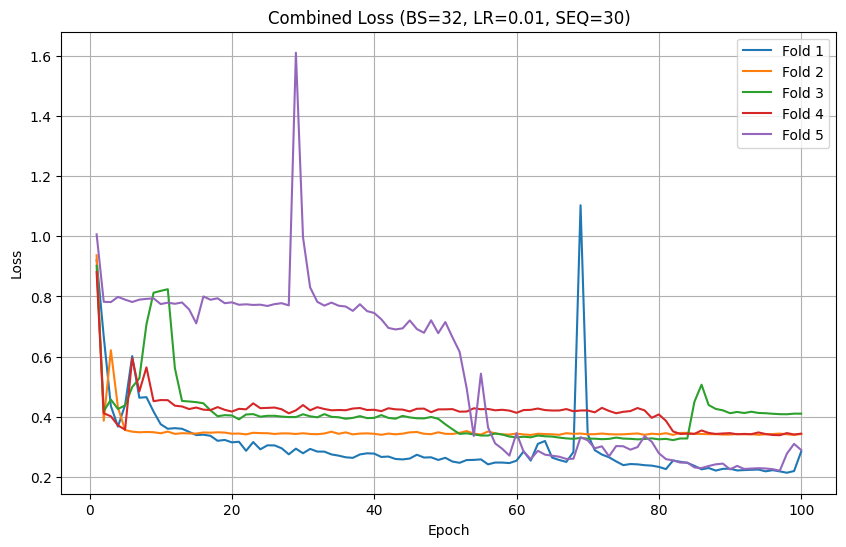 Combined Loss (BS=32, LR=0.01, SEQ=30)
Loss
1.6
1.4
1.2
1.0
0.8
0.6
0.4
0.2
Fold 1
Fold 2
Fold 3
Fold 4
Fold 5
0 20 40 60 80 100
Epoch